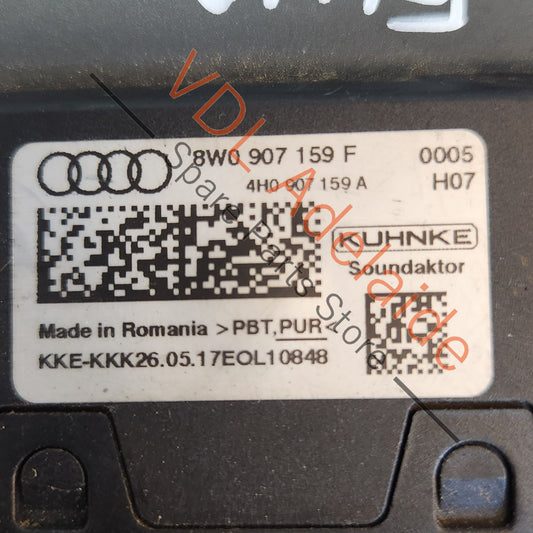 8W0 907 159 F 0005
4H0 907 159 A H07
KUHNKE
Soundaktor
Made in Romania >PBT,PUR<
KKE-KKK26.05.17EOL10848
VDL Adelaide
Spare Parts Store